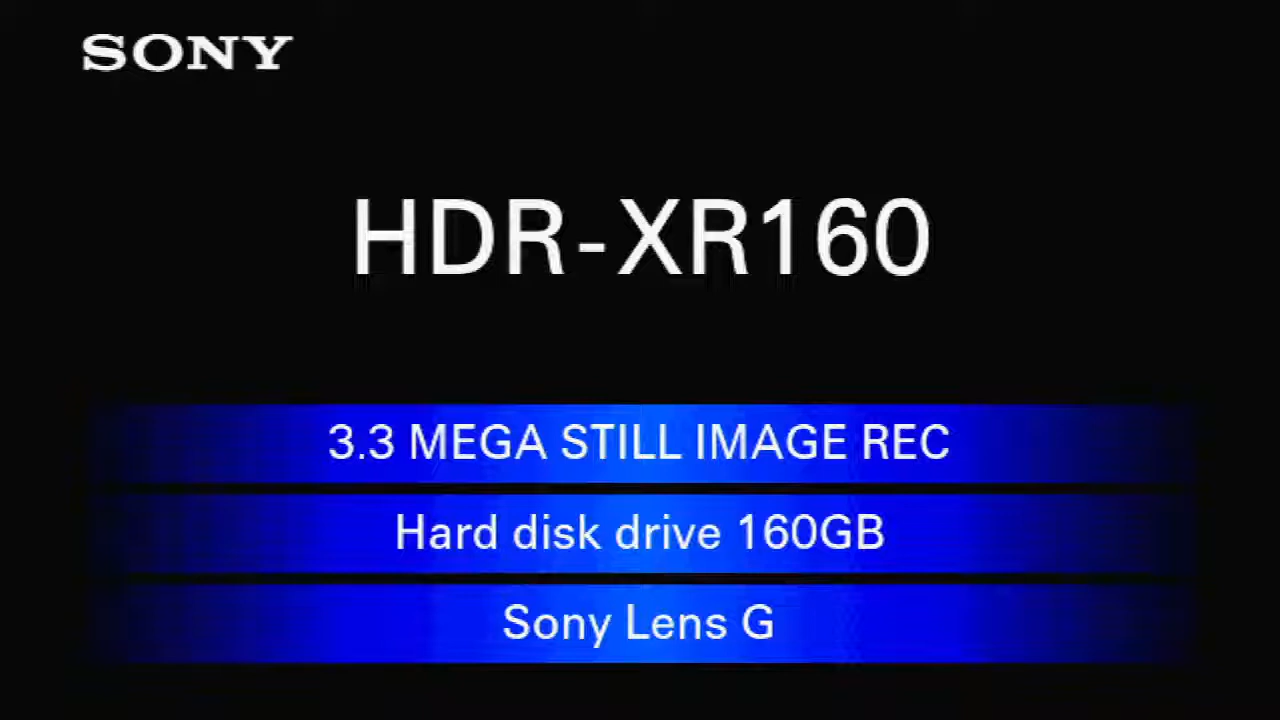 SONY
HDR-XR160
3.3 MEGA STILL IMAGE REC
Hard disk drive 160GB
Sony Lens G